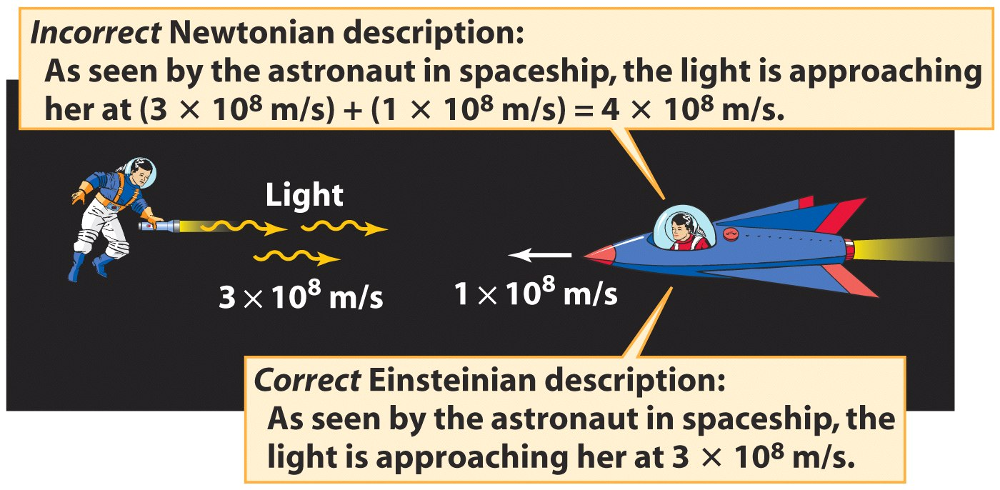 Incorrect Newtonian description:
As seen by the astronaut in spaceship, the light is approaching
her at (3 × 10⁸ m/s) + (1 × 10⁸ m/s) = 4 × 10⁸ m/s.
Light
3 × 10⁸ m/s
1 × 10⁸ m/s
Correct Einsteinian description:
As seen by the astronaut in spaceship, the
light is approaching her at 3 × 10⁸ m/s.